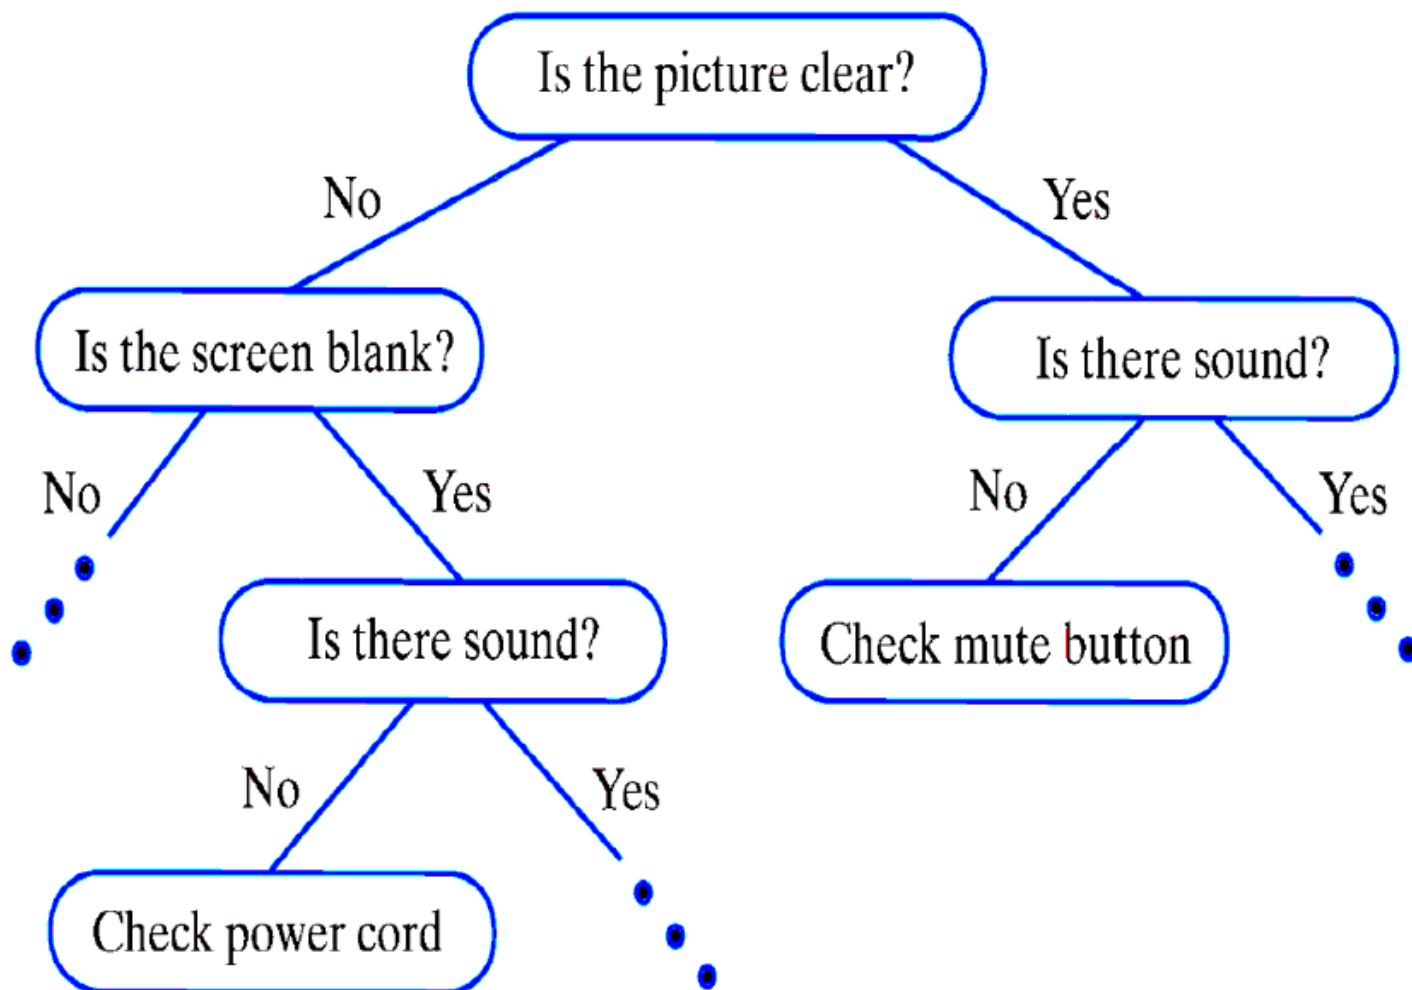 Is the picture clear?
No
Yes
Is the screen blank?
Is there sound?
No
Yes
No
Yes
Is there sound?
Check mute button
No
Yes
Check power cord